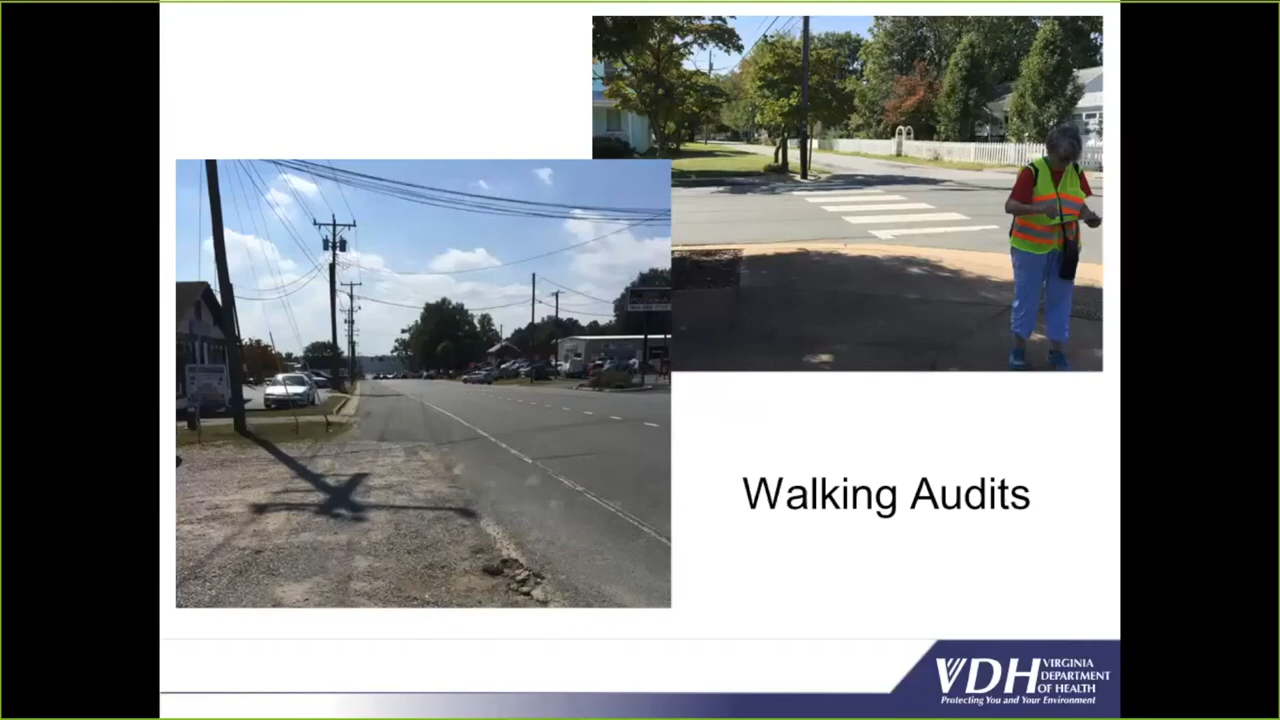 Walking Audits
VDH
VIRGINIA
DEPARTMENT
OF HEALTH
Protecting You and Your Environment